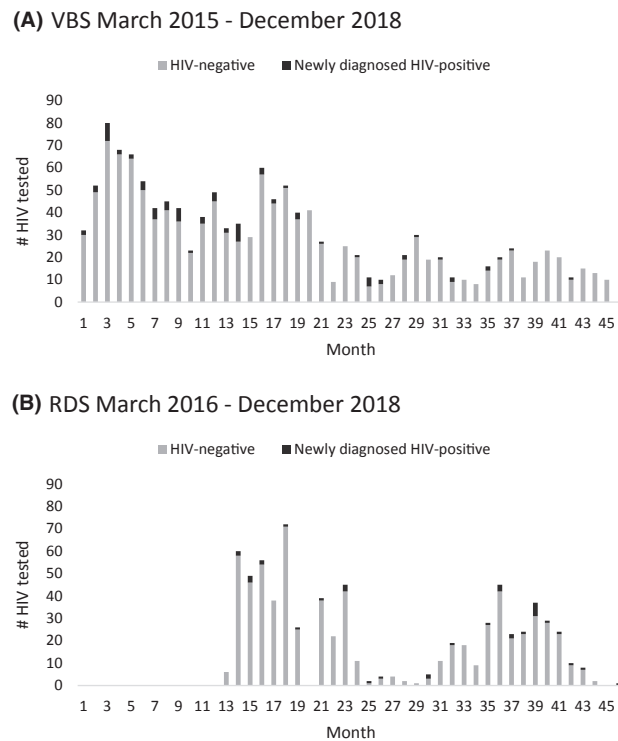 (A) VBS March 2015 - December 2018
HIV-negative Newly diagnosed HIV-positive
90
80
70
60
50
40
30
20
10
0
# HIV tested
1 3 5 7 9 11 13 15 17 19 21 23 25 27 29 31 33 35 37 39 41 43 45
Month
(B) RDS March 2016 - December 2018
HIV-negative Newly diagnosed HIV-positive
90
80
70
60
50
40
30
20
10
0
# HIV tested
1 3 5 7 9 11 13 15 17 19 21 23 25 27 29 31 33 35 37 39 41 43 45
Month